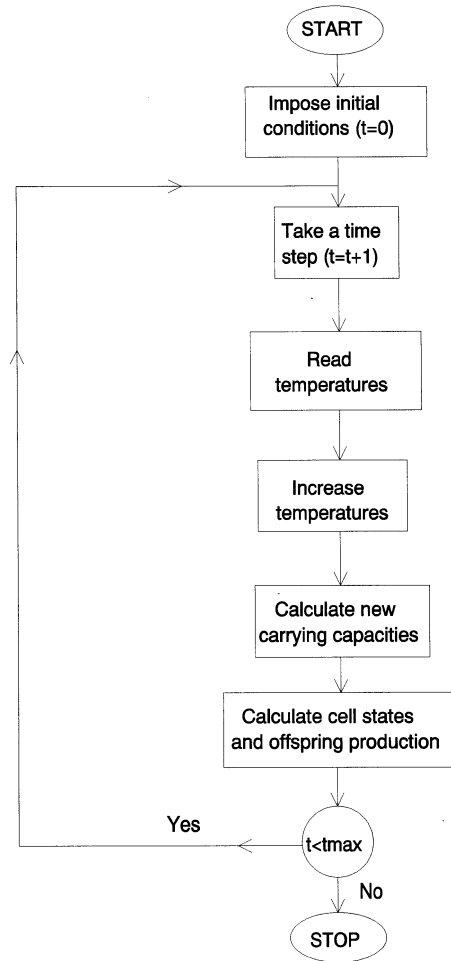 START
Impose initial
conditions (t=0)
Take a time
step (t=t+1)
Read
temperatures
Increase
temperatures
Calculate new
carrying capacities
Calculate cell states
and offspring production
Yes
t<tmax
No
STOP